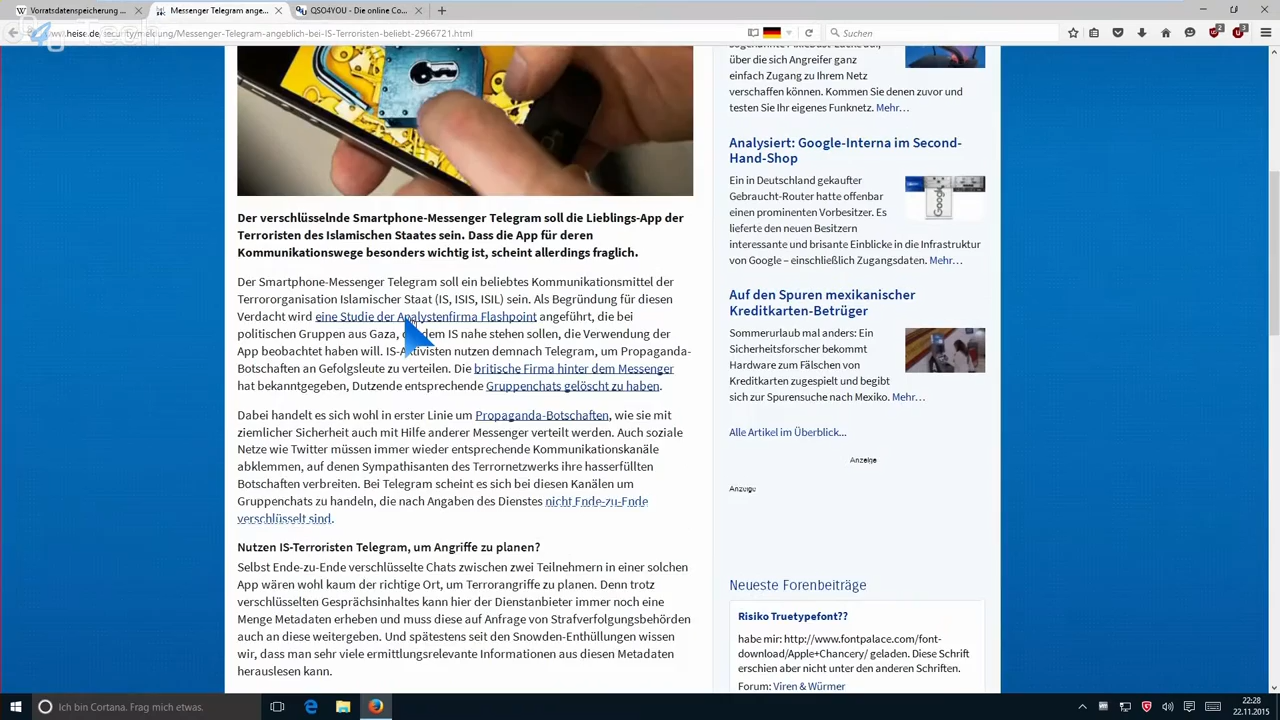 Vorratsdatenspeicherung ...
Messenger Telegram ange...
QSO4YOU - the online Co...
.heise.de/security/meldung/Messenger-Telegram-angeblich-bei-IS-Terroristen-beliebt-2966721.html
Suchen
2
3
Der verschlüsselnde Smartphone-Messenger Telegram soll die Lieblings-App der
Terroristen des Islamischen Staates sein. Dass die App für deren
Kommunikationswege besonders wichtig ist, scheint allerdings fraglich.
Der Smartphone-Messenger Telegram soll ein beliebtes Kommunikationsmittel der
Terrororganisation Islamischer Staat (IS, ISIS, ISIL) sein. Als Begründung für diesen
Verdacht wird eine Studie der Analystenfirma Flashpoint angeführt, die bei
politischen Gruppen aus Gaza, dem IS nahe stehen sollen, die Verwendung der
App beobachtet haben will. IS-Aktivisten nutzen demnach Telegram, um Propaganda-
Botschaften an Gefolgsleute zu verteilen. Die britische Firma hinter dem Messenger
hat bekanntgegeben, Dutzende entsprechende Gruppenchats gelöscht zu haben.
Dabei handelt es sich wohl in erster Linie um Propaganda-Botschaften, wie sie mit
ziemlicher Sicherheit auch mit Hilfe anderer Messenger verteilt werden. Auch soziale
Netze wie Twitter müssen immer wieder entsprechende Kommunikationskanäle
abklemmen, auf denen Sympathisanten des Terrornetzwerks ihre hasserfüllten
Botschaften verbreiten. Bei Telegram scheint es sich bei diesen Kanälen um
Gruppenchats zu handeln, die nach Angaben des Dienstes nicht Ende-zu-Ende
verschlüsselt sind.
Nutzen IS-Terroristen Telegram, um Angriffe zu planen?
Selbst Ende-zu-Ende verschlüsselte Chats zwischen zwei Teilnehmern in einer solchen
App wären wohl kaum der richtige Ort, um Terrorangriffe zu planen. Denn trotz
verschlüsselten Gesprächsinhaltes kann hier der Dienstanbieter immer noch eine
Menge Metadaten erheben und muss diese auf Anfrage von Strafverfolgungsbehörden
auch an diese weitergeben. Und spätestens seit den Snowden-Enthüllungen wissen
wir, dass man sehr viele ermittlungsrelevante Informationen aus diesen Metadaten
herauslesen kann.
über die sich Angreifer ganz
einfach Zugang zu Ihrem Netz
verschaffen können. Kommen Sie denen zuvor und
testen Sie Ihr eigenes Funknetz. Mehr…
Analysiert: Google-Interna im Second-
Hand-Shop
Ein in Deutschland gekaufter
Gebraucht-Router hatte offenbar
einen prominenten Vorbesitzer. Es
lieferte den neuen Besitzern
interessante und brisante Einblicke in die Infrastruktur
von Google – einschließlich Zugangsdaten. Mehr…
Google
Auf den Spuren mexikanischer
Kreditkarten-Betrüger
Sommerurlaub mal anders: Ein
Sicherheitsforscher bekommt
Hardware zum Fälschen von
Kreditkarten zugespielt und begibt
sich zur Spurensuche nach Mexiko. Mehr…
Alle Artikel im Überblick...
Anzeige
Anzeige
Neueste Forenbeiträge
Risiko Truetypefont??
habe mir: http://www.fontpalace.com/font-
download/Apple+Chancery/ geladen. Diese Schrift
erschien aber nicht unter den anderen Schriften.
Forum: Viren & Würmer
Ich bin Cortana. Frag mich etwas.
22:28
22.11.2015